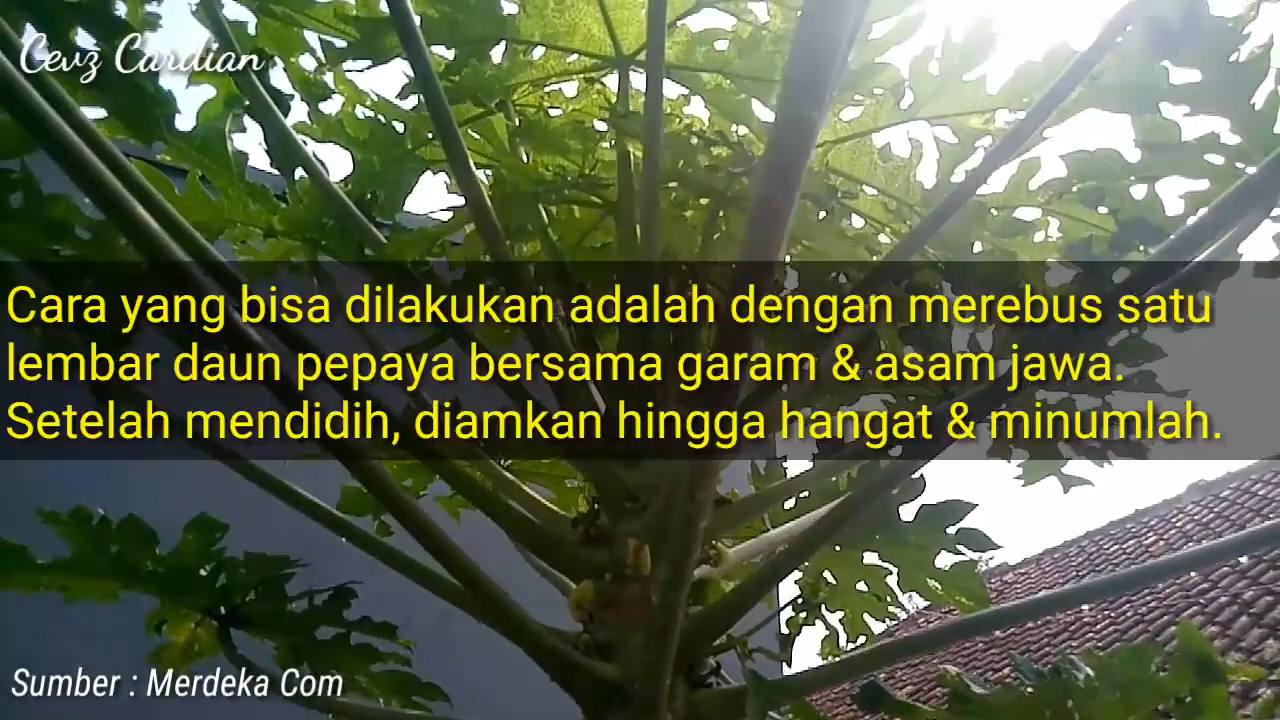 Cevz Cardian
Cara yang bisa dilakukan adalah dengan merebus satu
lembar daun pepaya bersama garam & asam jawa.
Setelah mendidih, diamkan hingga hangat & minumlah.
Sumber : Merdeka Com